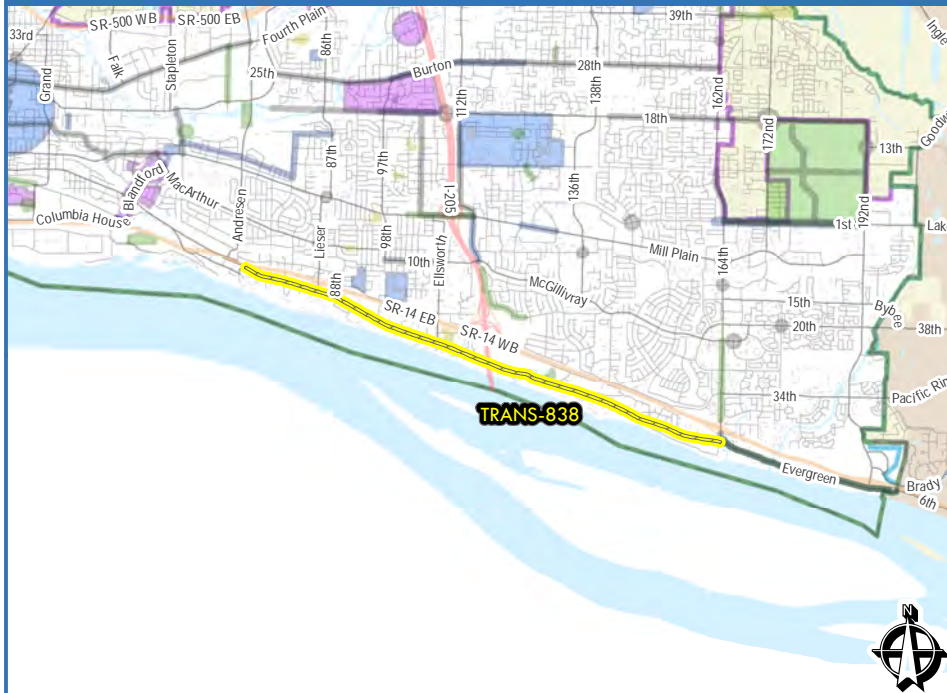 39th
Ingle
SR-500 WB
SR-500 EB
Fourth Plain
33rd
Falk
Stapleton
86th
Grand
25th
Burton
28th
138th
162nd
112th
18th
172nd
Goodw
13th
87th
97th
Blandford
MacArthur
136th
I-205
192nd
Columbia House
Andresen
Lieser
98th
Ellsworth
1st
Lak
Mill Plain
10th
164th
88th
McGillivray
SR-14 EB
15th
Bybee
20th
38th
SR-14 WB
34th
Pacific Rim
TRANS-838
Evergreen
Brady
6th
N